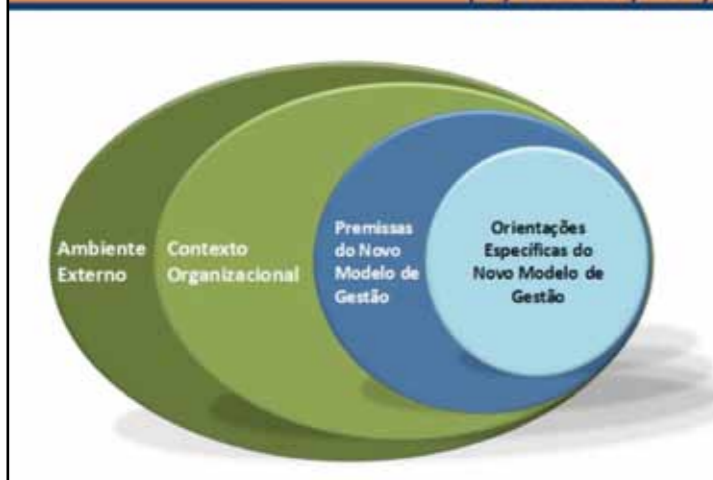 Ambiente
Externo
Contexto
Organizacional
Premissas
do Novo
Modelo de
Gestão
Orientações
Específicas do
Novo Modelo de
Gestão